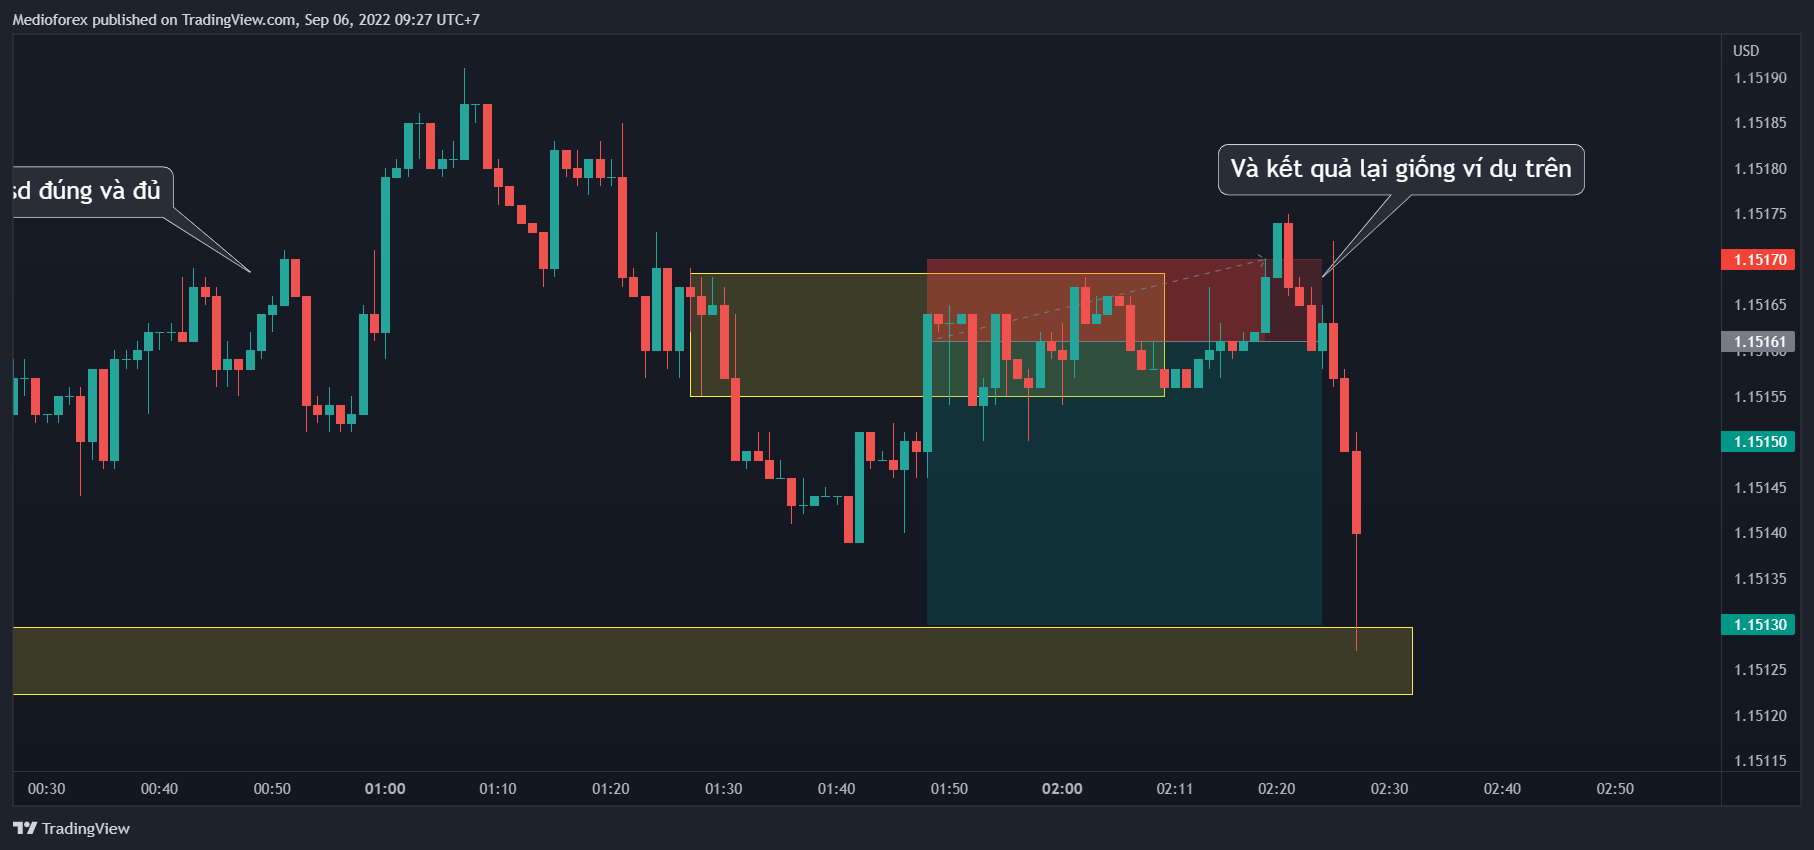 Medioforex published on TradingView.com, Sep 06, 2022 09:27 UTC+7
USD
1.15190
1.15185
1.15180
1.15175
1.15170
1.15165
1.15161
1.15160
1.15155
1.15150
1.15145
1.15140
1.15135
1.15130
1.15125
1.15120
1.15115
sd đúng và đủ
Và kết quả lại giống ví dụ trên
00:30 00:40 00:50 01:00 01:10 01:20 01:30 01:40 01:50 02:00 02:11 02:20 02:30 02:40 02:50
TradingView